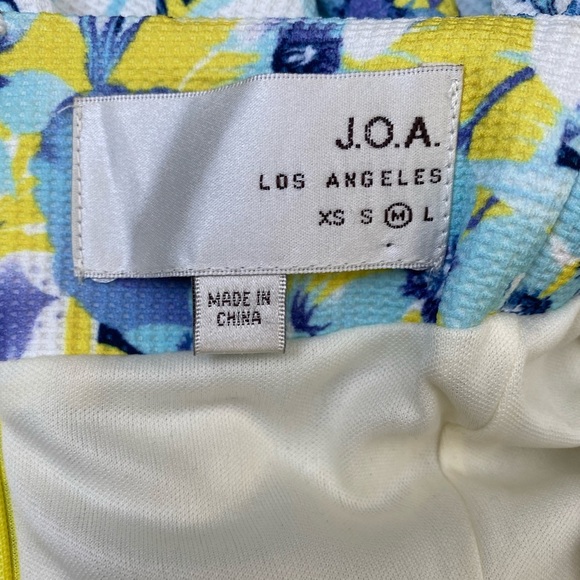 J.O.A.
LOS ANGELES
XS S M L
MADE IN
CHINA